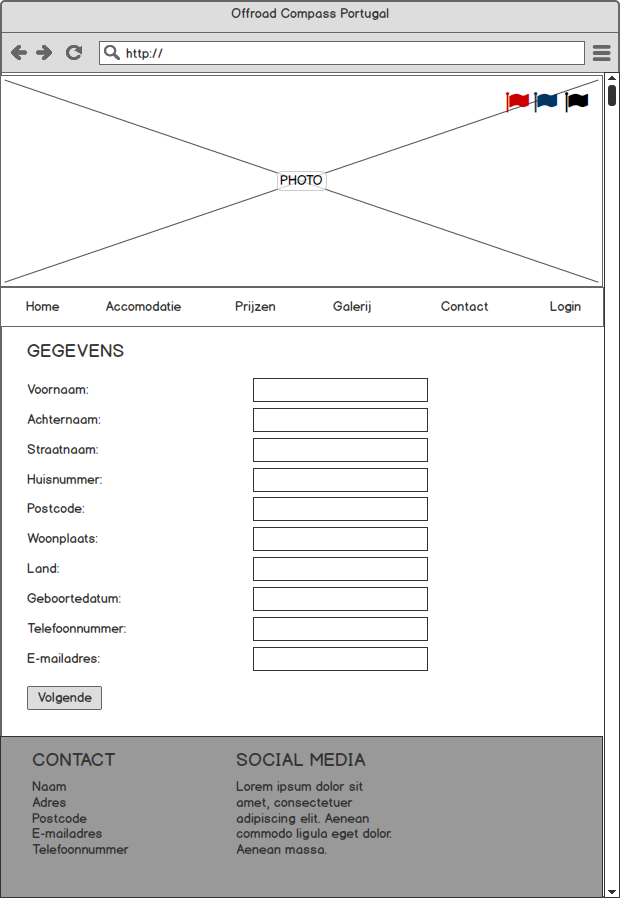 Offroad Compass Portugal
http://
PHOTO
Home Accomodatie Prijzen Galerij Contact Login
GEGEVENS
Voornaam:
Achternaam:
Straatnaam:
Huisnummer:
Postcode:
Woonplaats:
Land:
Geboortedatum:
Telefoonnummer:
E-mailadres:
Volgende
CONTACT
Naam
Adres
Postcode
E-mailadres
Telefoonnummer
SOCIAL MEDIA
Lorem ipsum dolor sit
amet, consectetuer
adipiscing elit. Aenean
commodo ligula eget dolor.
Aenean massa.